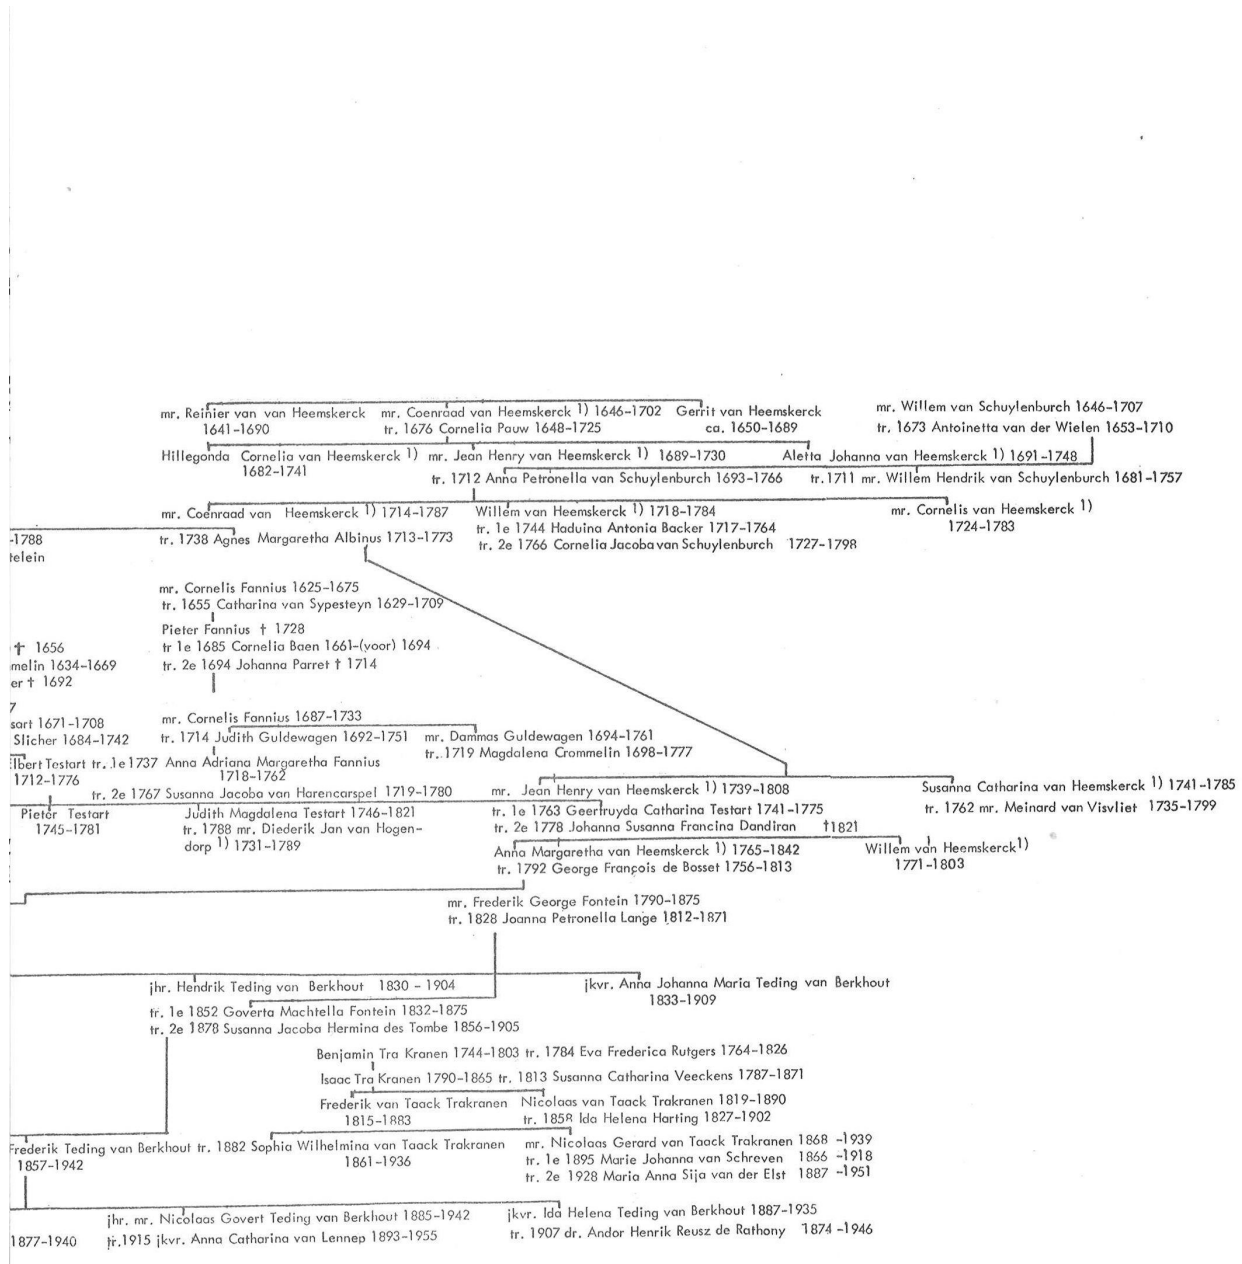 mr. Reinier van van Heemskerck mr. Coenraad van Heemskerck 1) 1646-1702 Gerrit van Heemskerck mr. Willem van Schuylenburch 1646-1707
1641-1690 tr. 1676 Cornelia Pauw 1648-1725 ca. 1650-1689 tr. 1673 Antoinetta van der Wielen 1653-1710
Hillegonda Cornelia van Heemskerck 1) mr. Jean Henry van Heemskerck 1) 1689-1730 Aletta Johanna van Heemskerck 1) 1691-1748
1682-1741 tr. 1712 Anna Petronella van Schuylenburch 1693-1766 tr.1711 mr. Willem Hendrik van Schuylenburch 1681-1757
mr. Coenraad van Heemskerck 1) 1714-1787 Willem van Heemskerck 1) 1718-1784 mr. Cornelis van Heemskerck 1)
-1788 tr. 1738 Agnes Margaretha Albinus 1713-1773 tr. 1e 1744 Haduina Antonia Backer 1717-1764 1724-1783
telein tr. 2e 1766 Cornelia Jacoba van Schuylenburch 1727-1798
mr. Cornelis Fannius 1625-1675
tr. 1655 Catharina van Sypesteyn 1629-1709
Pieter Fannius † 1728
† 1656 tr 1e 1685 Cornelia Baen 1661-(voor) 1694
melin 1634-1669 tr. 2e 1694 Johanna Parret † 1714
er † 1692
7
sart 1671-1708 mr. Cornelis Fannius 1687-1733
Slicher 1684-1742 tr. 1714 Judith Guldewagen 1692-1751 mr. Dammas Guldewagen 1694-1761
tr. 1719 Magdalena Crommelin 1698-1777
lbert Testart tr. 1e 1737 Anna Adriana Margaretha Fannius
1712-1776 1718-1762
tr. 2e 1767 Susanna Jacoba van Harencarspel 1719-1780 mr. Jean Henry van Heemskerck 1) 1739-1808 Susanna Catharina van Heemskerck 1) 1741-1785
Pieter Testart Judith Magdalena Testart 1746-1821 tr. 1e 1763 Geertruyda Catharina Testart 1741-1775 tr. 1762 mr. Meinard van Visvliet 1735-1799
1745-1781 tr. 1788 mr. Diederik Jan van Hogen- tr. 2e 1778 Johanna Susanna Francina Dandiran †1821
dorp 1) 1731-1789 Anna Margaretha van Heemskerck 1) 1765-1842 Willem van Heemskerck 1)
tr. 1792 George François de Bosset 1756-1813 1771-1803
mr. Frederik George Fontein 1790-1875
tr. 1828 Joanna Petronella Lange 1812-1871
jhr. Hendrik Teding van Berkhout 1830 - 1904 jkvr. Anna Johanna Maria Teding van Berkhout
1833-1909
tr. 1e 1852 Goverta Machtella Fontein 1832-1875
tr. 2e 1878 Susanna Jacoba Hermina des Tombe 1856-1905
Benjamin Tra Kranen 1744-1803 tr. 1784 Eva Frederica Rutgers 1764-1826
Isaac Tra Kranen 1790-1865 tr. 1813 Susanna Catharina Veeckens 1787-1871
Frederik van Taack Trakranen Nicolaas van Taack Trakranen 1819-1890
1815-1883 tr. 1858 Ida Helena Harting 1827-1902
Frederik Teding van Berkhout tr. 1882 Sophia Wilhelmina van Taack Trakranen mr. Nicolaas Gerard van Taack Trakranen 1868 -1939
1857-1942 1861-1936 tr. 1e 1895 Marie Johanna van Schreven 1866 -1918
tr. 2e 1928 Maria Anna Sija van der Elst 1887 -1951
jhr. mr. Nicolaas Govert Teding van Berkhout 1885-1942 jkvr. Ida Helena Teding van Berkhout 1887-1935
1877-1940 tr.1915 jkvr. Anna Catharina van Lennep 1893-1955 tr. 1907 dr. Andor Henrik Reusz de Rathony 1874 -1946